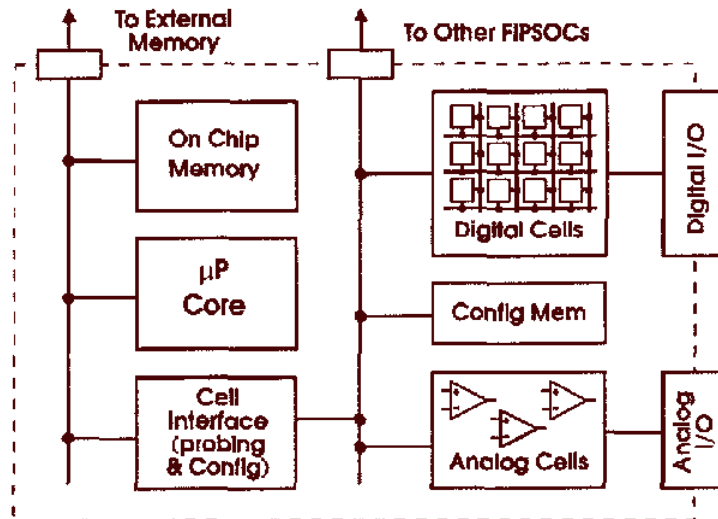 To External
Memory
To Other FIPSOCs
On Chip
Memory
Digital Cells
Digital I/O
μP
Core
Config Mem
Cell
Interface
(probing
& Config)
Analog Cells
Analog
I/O